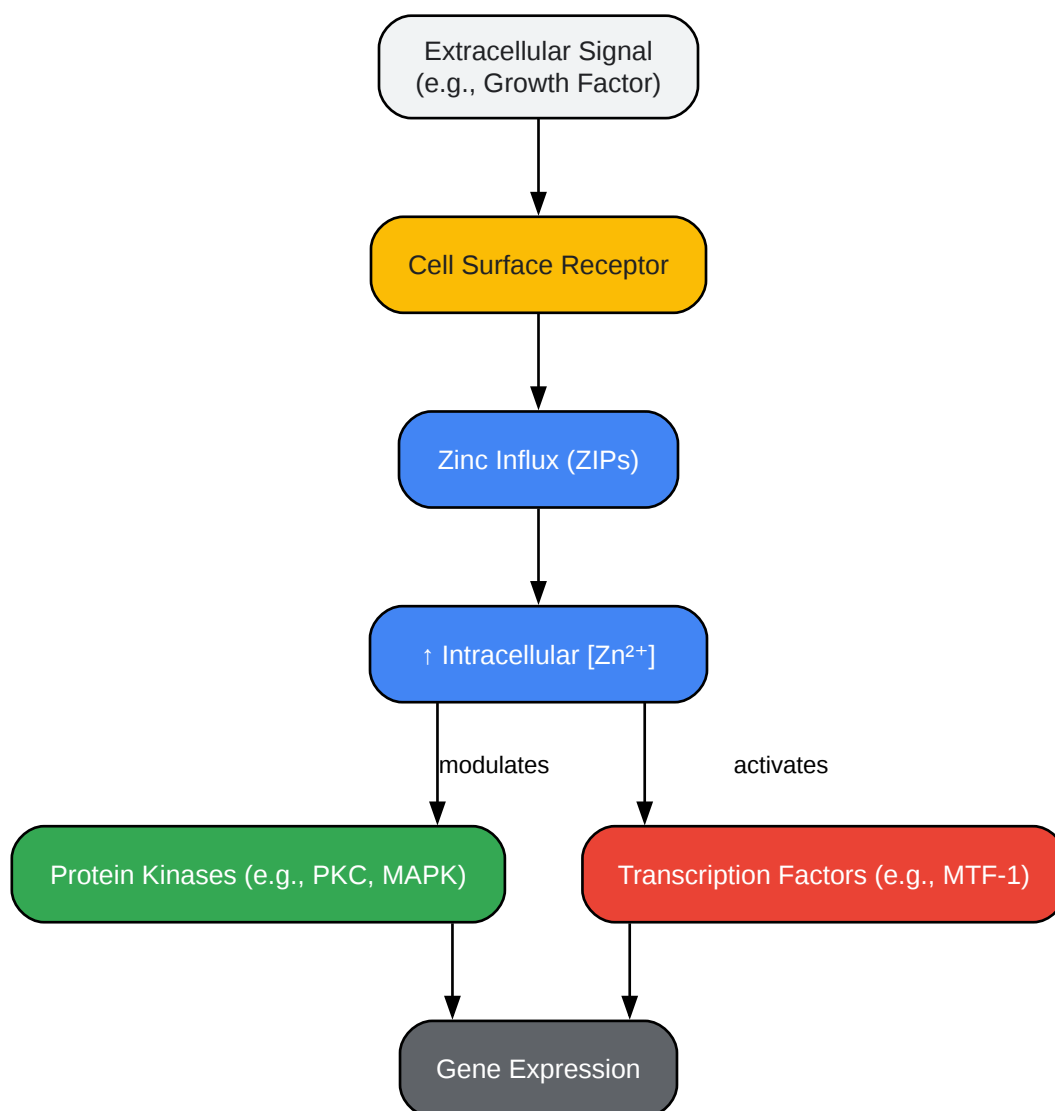 Extracellular Signal
(e.g., Growth Factor)
Cell Surface Receptor
Zinc Influx (ZIPs)
↑ Intracellular [Zn²⁺]
modulates
activates
Protein Kinases (e.g., PKC, MAPK)
Transcription Factors (e.g., MTF-1)
Gene Expression